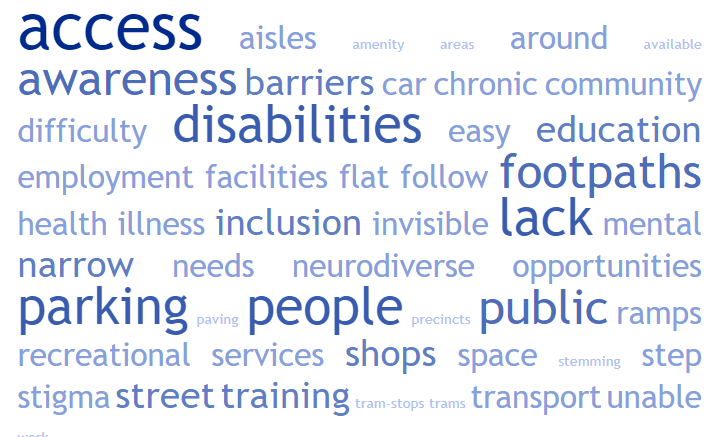 access aisles amenity areas around available
awareness barriers car chronic community
difficulty disabilities easy education
employment facilities flat follow footpaths
health illness inclusion invisible lack mental
narrow needs neurodiverse opportunities
parking paving people precincts public ramps
recreational services shops space stemming step
stigma street training tram-stops trams transport unable
work